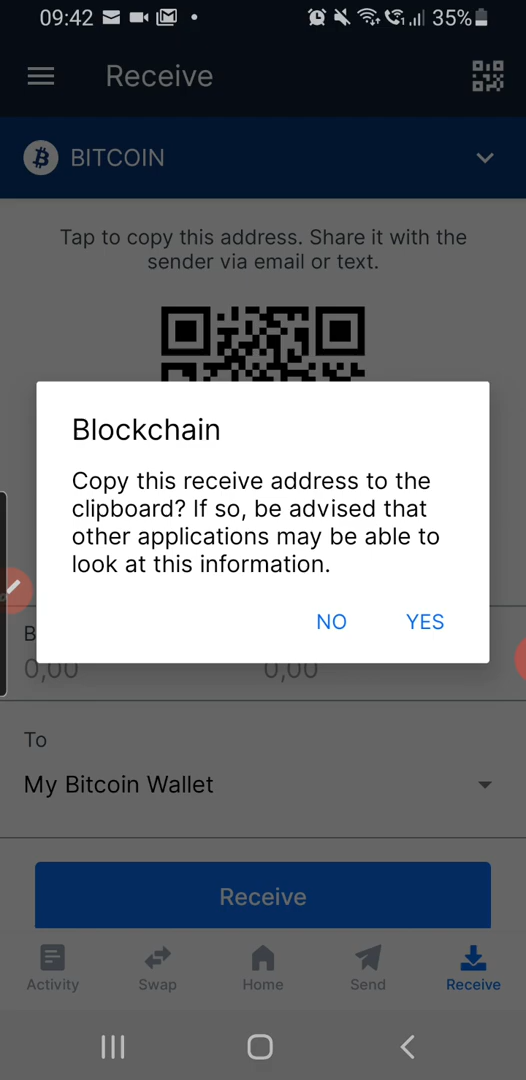 09:42
35%
Receive
BITCOIN
Tap to copy this address. Share it with the
sender via email or text.
Blockchain
Copy this receive address to the
clipboard? If so, be advised that
other applications may be able to
look at this information.
NO YES
B
0,00 0,00
To
My Bitcoin Wallet
Receive
Activity Swap Home Send Receive